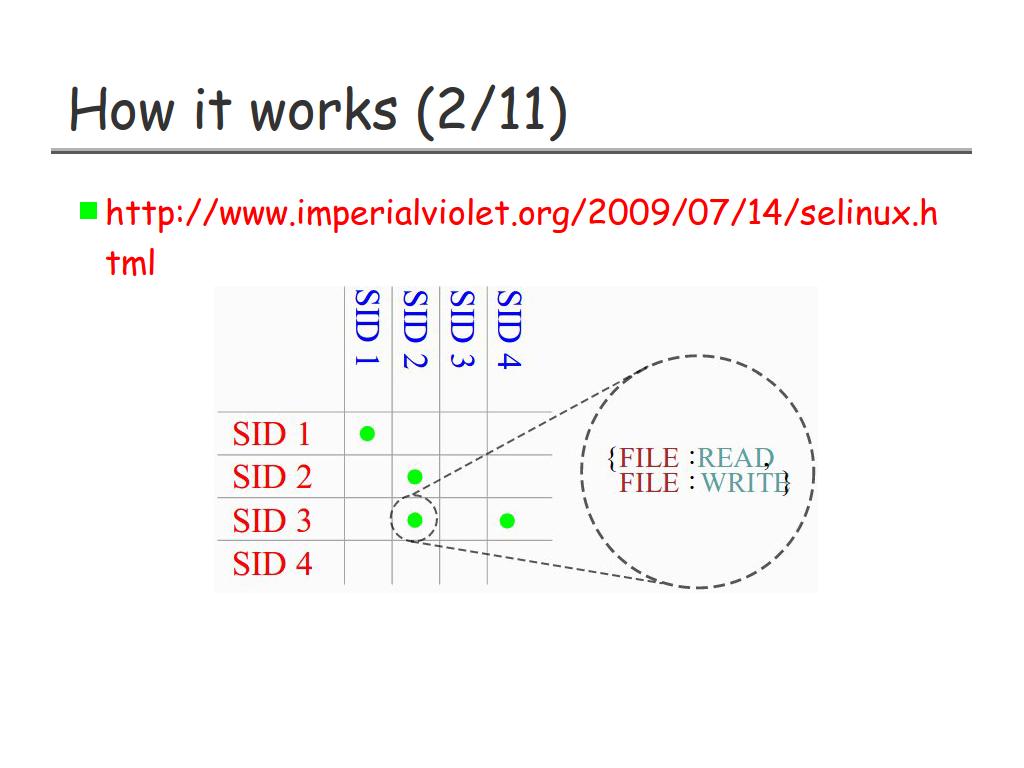 How it works (2/11)
http://www.imperialviolet.org/2009/07/14/selinux.h
tml
SID 1
SID 2
SID 3
SID 4
SID 1
SID 2
SID 3
SID 4
{FILE :READ,
FILE :WRITE}